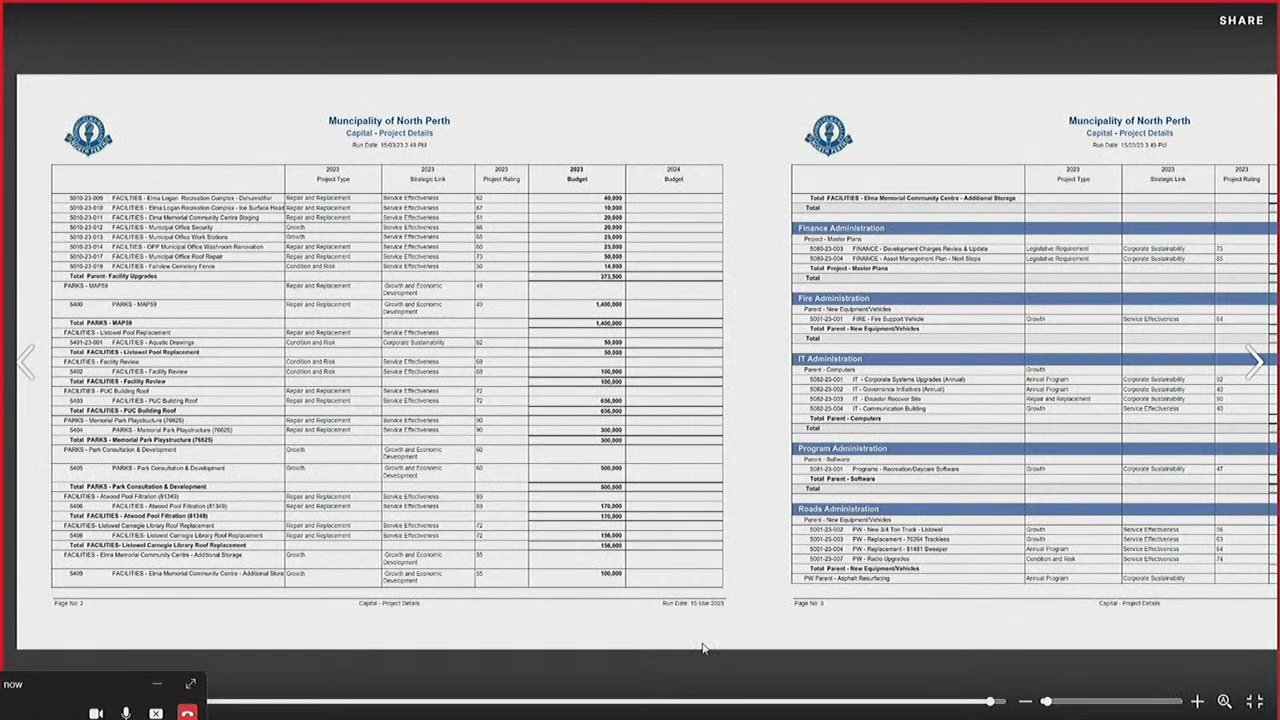 SHARE
Muncipality of North Perth
Capital - Project Details
Run Date: 15/03/23 3:49 PM
2023 Project Type 2023 Strategic Link 2023 Project Rating 2023 Budget 2024 Budget
5010-23-009 FACILITIES - Elma Logan Recreation Complex - Dehumidifier Repair and Replacement Service Effectiveness 62 40,000
5010-23-010 FACILITIES - Elma Logan Recreation Complex - Ice Surface Head Repair and Replacement Service Effectiveness 67 10,000
5010-23-011 FACILITIES - Elma Memorial Community Centre Staging Repair and Replacement Service Effectiveness 51 20,000
5010-23-012 FACILITIES - Municipal Office Security Growth Service Effectiveness 66 20,000
5010-23-013 FACILITIES - Municipal Office Work Stations Growth Service Effectiveness 65 25,000
5010-23-014 FACILITIES - OPP Municipal Office Washroom Renovation Repair and Replacement Service Effectiveness 60 25,000
5010-23-017 FACILITIES - Municipal Office Roof Repair Repair and Replacement Service Effectiveness 73 50,000
5010-23-019 FACILITIES - Fairview Cemetery Fence Condition and Risk Service Effectiveness 50 14,000
Total Parent- Facility Upgrades 373,500
PARKS - MAP59 Repair and Replacement Growth and Economic Development 49
5400 PARKS - MAP59 Repair and Replacement Growth and Economic Development 49 1,400,000
Total PARKS - MAP59 1,400,000
FACILITIES - Listowel Pool Replacement Repair and Replacement Service Effectiveness
5401-23-001 FACILITIES - Aquatic Drawings Condition and Risk Corporate Sustainability 62 50,000
Total FACILITIES - Listowel Pool Replacement 50,000
FACILITIES - Facility Review Condition and Risk Service Effectiveness 69
5402 FACILITIES - Facility Review Condition and Risk Service Effectiveness 69 100,000
Total FACILITIES - Facility Review 100,000
FACILITIES - PUC Building Roof Repair and Replacement Service Effectiveness 72
5403 FACILITIES - PUC Building Roof Repair and Replacement Service Effectiveness 72 656,000
Total FACILITIES - PUC Building Roof 656,000
PARKS - Memorial Park Playstructure (76625) Repair and Replacement Service Effectiveness 90
5404 PARKS - Memorial Park Playstructure (76625) Repair and Replacement Service Effectiveness 90 300,000
Total PARKS - Memorial Park Playstructure (76625) 300,000
PARKS - Park Consultation & Development Growth Growth and Economic Development 60
5405 PARKS - Park Consultation & Development Growth Growth and Economic Development 60 500,000
Total PARKS - Park Consultation & Development 500,000
FACILITIES - Atwood Pool Filtration (81349) Repair and Replacement Service Effectiveness 89
5406 FACILITIES - Atwood Pool Filtration (81349) Repair and Replacement Service Effectiveness 89 170,000
Total FACILITIES - Atwood Pool Filtration (81349) 170,000
FACILITIES- Listowel Carnegie Library Roof Replacement Repair and Replacement Service Effectiveness 72
5408 FACILITIES- Listowel Carnegie Library Roof Replacement Repair and Replacement Service Effectiveness 72 156,000
Total FACILITIES- Listowel Carnegie Library Roof Replacement 156,000
FACILITIES - Elma Memorial Community Centre - Additional Storage Growth Growth and Economic Development 55
5409 FACILITIES - Elma Memorial Community Centre - Additional Stora Growth Growth and Economic Development 55 100,000
Page No: 2 Capital - Project Details Run Date: 15-Mar-2023
Muncipality of North Perth
Capital - Project Details
Run Date: 15/03/23 3:49 PM
2023 Project Type 2023 Strategic Link 2023 Project Rating
Total FACILITIES - Elma Memorial Community Centre - Additional Storage
Total
Finance Administration
Project - Master Plans
5080-23-003 FINANCE - Development Charges Review & Update Legislative Requirement Corporate Sustainability 75
5080-23-004 FINANCE - Asset Management Plan - Next Steps Legislative Requirement Corporate Sustainability 85
Total Project - Master Plans
Total
Fire Administration
Parent - New Equipment/Vehicles
5001-23-001 FIRE - Fire Support Vehicle Growth Service Effectiveness 64
Total Parent - New Equipment/Vehicles
Total
IT Administration
Parent - Computers Growth
5082-23-001 IT - Corporate Systems Upgrades (Annual) Annual Program Corporate Sustainability 92
5082-23-002 IT - Governance Initiatives (Annual) Annual Program Corporate Sustainability 40
5082-23-003 IT - Disaster Recover Site Repair and Replacement Corporate Sustainability 90
5082-23-004 IT - Communication Building Growth Service Effectiveness 40
Total Parent - Computers
Total
Program Administration
Parent - Software
5081-23-001 Programs - Recreation/Daycare Software Growth Corporate Sustainability 47
Total Parent - Software
Total
Roads Administration
Parent - New Equipment/Vehicles
5001-23-002 PW - New 3/4 Ton Truck - Listowel Growth Service Effectiveness 56
5001-23-003 PW - Replacement - 76264 Trackless Growth Service Effectiveness 63
5001-23-004 PW - Replacement - 81481 Sweeper Annual Program Service Effectiveness 64
5001-23-007 PW - Radio Upgrades Condition and Risk Service Effectiveness 74
Total Parent - New Equipment/Vehicles
PW Parent - Asphalt Resurfacing Annual Program Corporate Sustainability
Page No: 3 Capital - Project Details
now